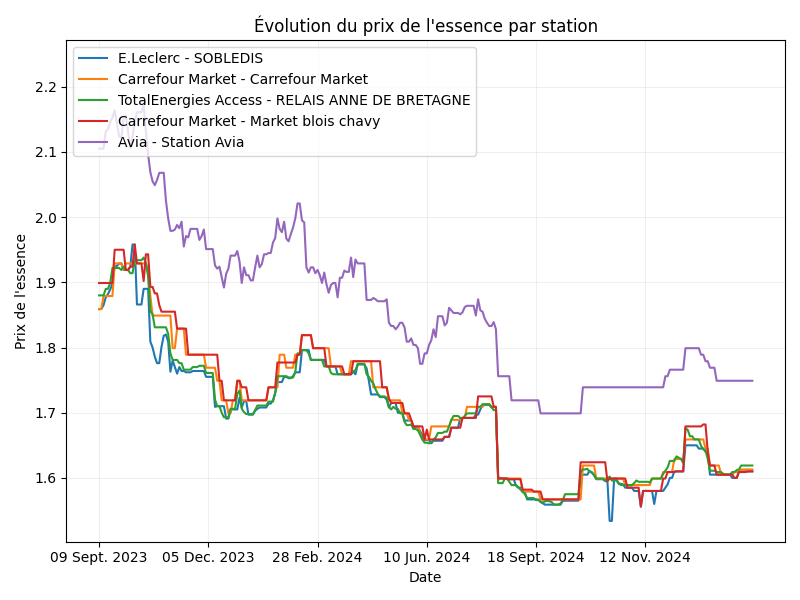 Évolution du prix de l'essence par station
E.Leclerc - SOBLEDIS
Carrefour Market - Carrefour Market
TotalEnergies Access - RELAIS ANNE DE BRETAGNE
Carrefour Market - Market blois chavy
Avia - Station Avia
Prix de l'essence
2.2
2.1
2.0
1.9
1.8
1.7
1.6
09 Sept. 2023
05 Dec. 2023
28 Feb. 2024
10 Jun. 2024
18 Sept. 2024
12 Nov. 2024
Date